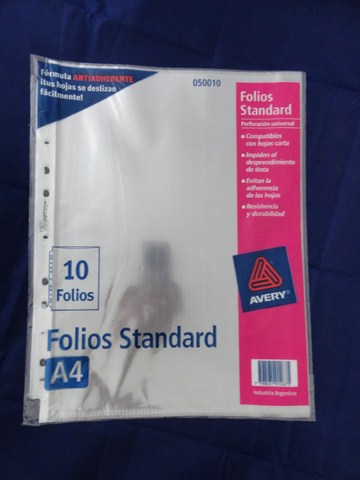 Fórmula ANTIADHERENTE
¡tus hojas se deslizan
fácilmente!
050010
Folios
Standard
Perforación universal
• Compatibles
con hojas carta
• Impiden el
desprendimiento
de tinta
• Evitan la
adherencia
de las hojas
• Resistencia
y durabilidad
10
Folios
AVERY
Folios Standard
A4
Industria Argentina